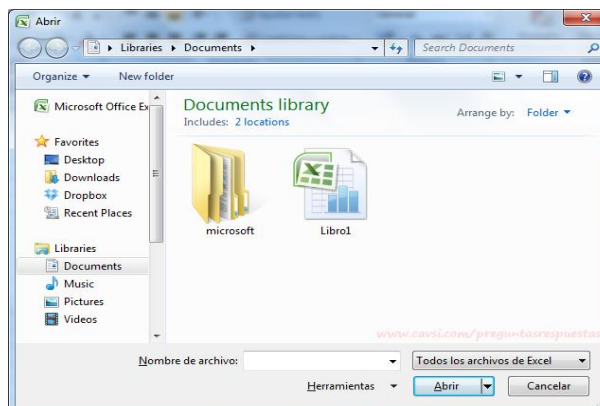 Abrir
Libraries Documents
Search Documents
Organize New folder
Microsoft Office Ex
Favorites
Desktop
Downloads
Dropbox
Recent Places
Libraries
Documents
Music
Pictures
Videos
Documents library
Includes: 2 locations
Arrange by: Folder
microsoft
Libro1
www.cavsi.com/preguntasrespuestas
Nombre de archivo:
Todos los archivos de Excel
Herramientas
Abrir
Cancelar